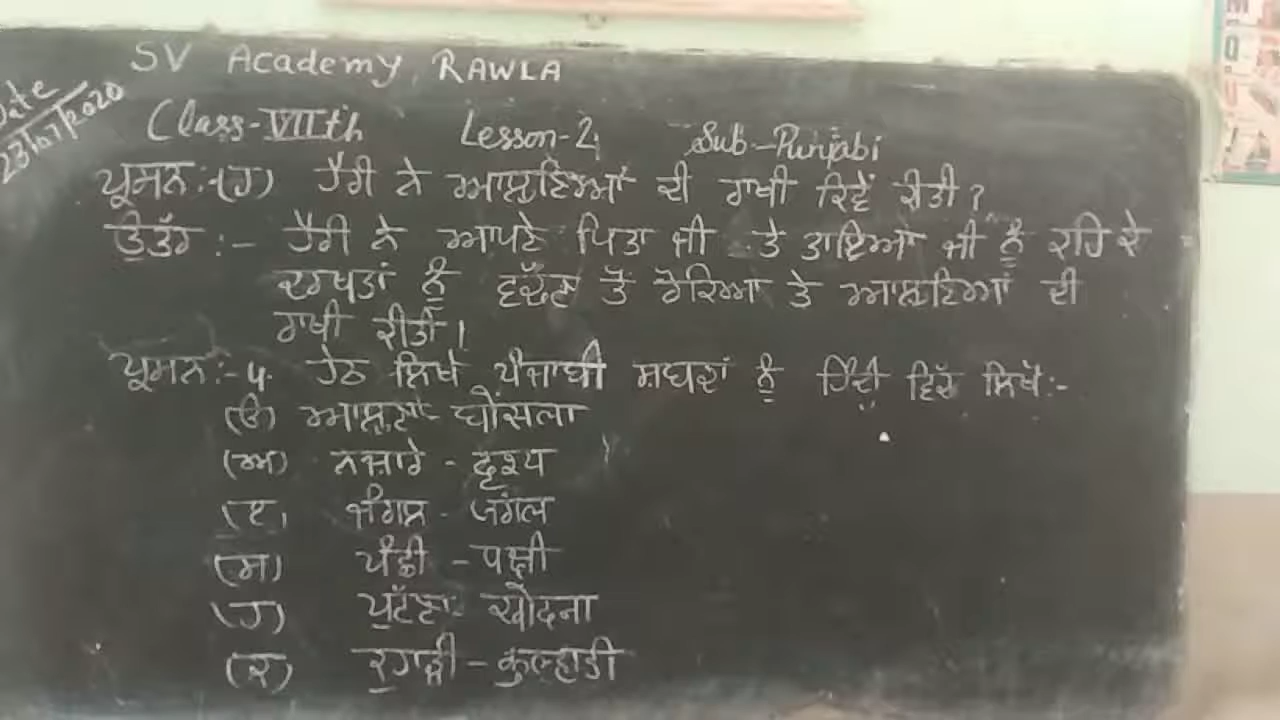 SV Academy, RAWLA
Date 23/07/2020
Class-VIIth Lesson-2 Sub-Punjabi
ਪ੍ਰਸ਼ਨ:-(ਹ) ਹੈਰੀ ਨੇ ਆਲ੍ਹਣਿਆਂ ਦੀ ਰਾਖੀ ਕਿਵੇਂ ਕੀਤੀ?
ਉੱਤਰ :- ਹੈਰੀ ਨੇ ਆਪਣੇ ਪਿਤਾ ਜੀ ਤੇ ਤਾਇਆ ਜੀ ਨੂੰ ਕਹਿ ਕੇ
ਦਰਖਤਾਂ ਨੂੰ ਵੱਢਣ ਤੋਂ ਰੋਕਿਆ ਤੇ ਆਲ੍ਹਣਿਆਂ ਦੀ
ਰਾਖੀ ਕੀਤੀ।
ਪ੍ਰਸ਼ਨ:-4. ਹੇਠ ਲਿਖੇ ਪੰਜਾਬੀ ਸ਼ਬਦਾਂ ਨੂੰ ਹਿੰਦੀ ਵਿੱਚ ਲਿਖੋ:-
(ੳ) ਆਲ੍ਹਣਾ - घोंसला
(ਅ) ਨਜ਼ਾਰੇ - दृश्य
(ੲ) ਜੰਗਲ - जंगल
(ਸ) ਪੰਛੀ - पक्षी
(ਹ) ਪੁੱਟਣਾ - खोदना
(ਕ) ਕੁਹਾੜੀ - कुल्हाडी